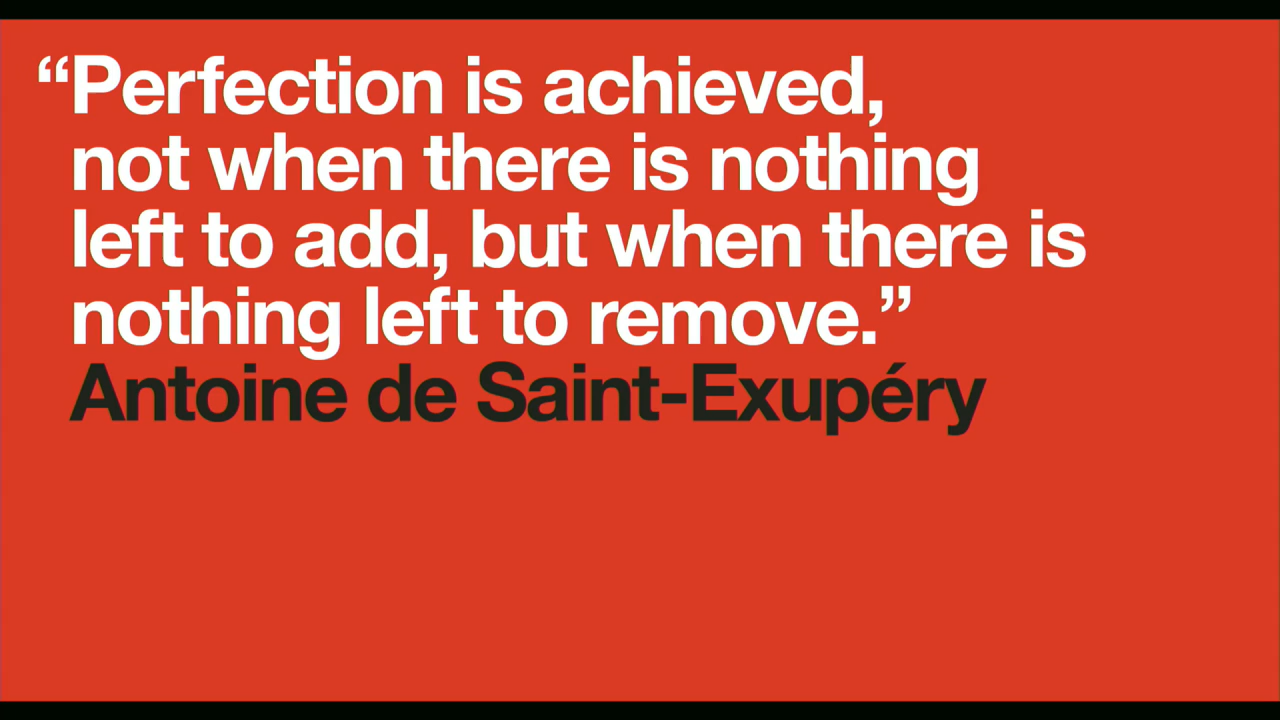 “Perfection is achieved,
not when there is nothing
left to add, but when there is
nothing left to remove.”
Antoine de Saint-Exupéry